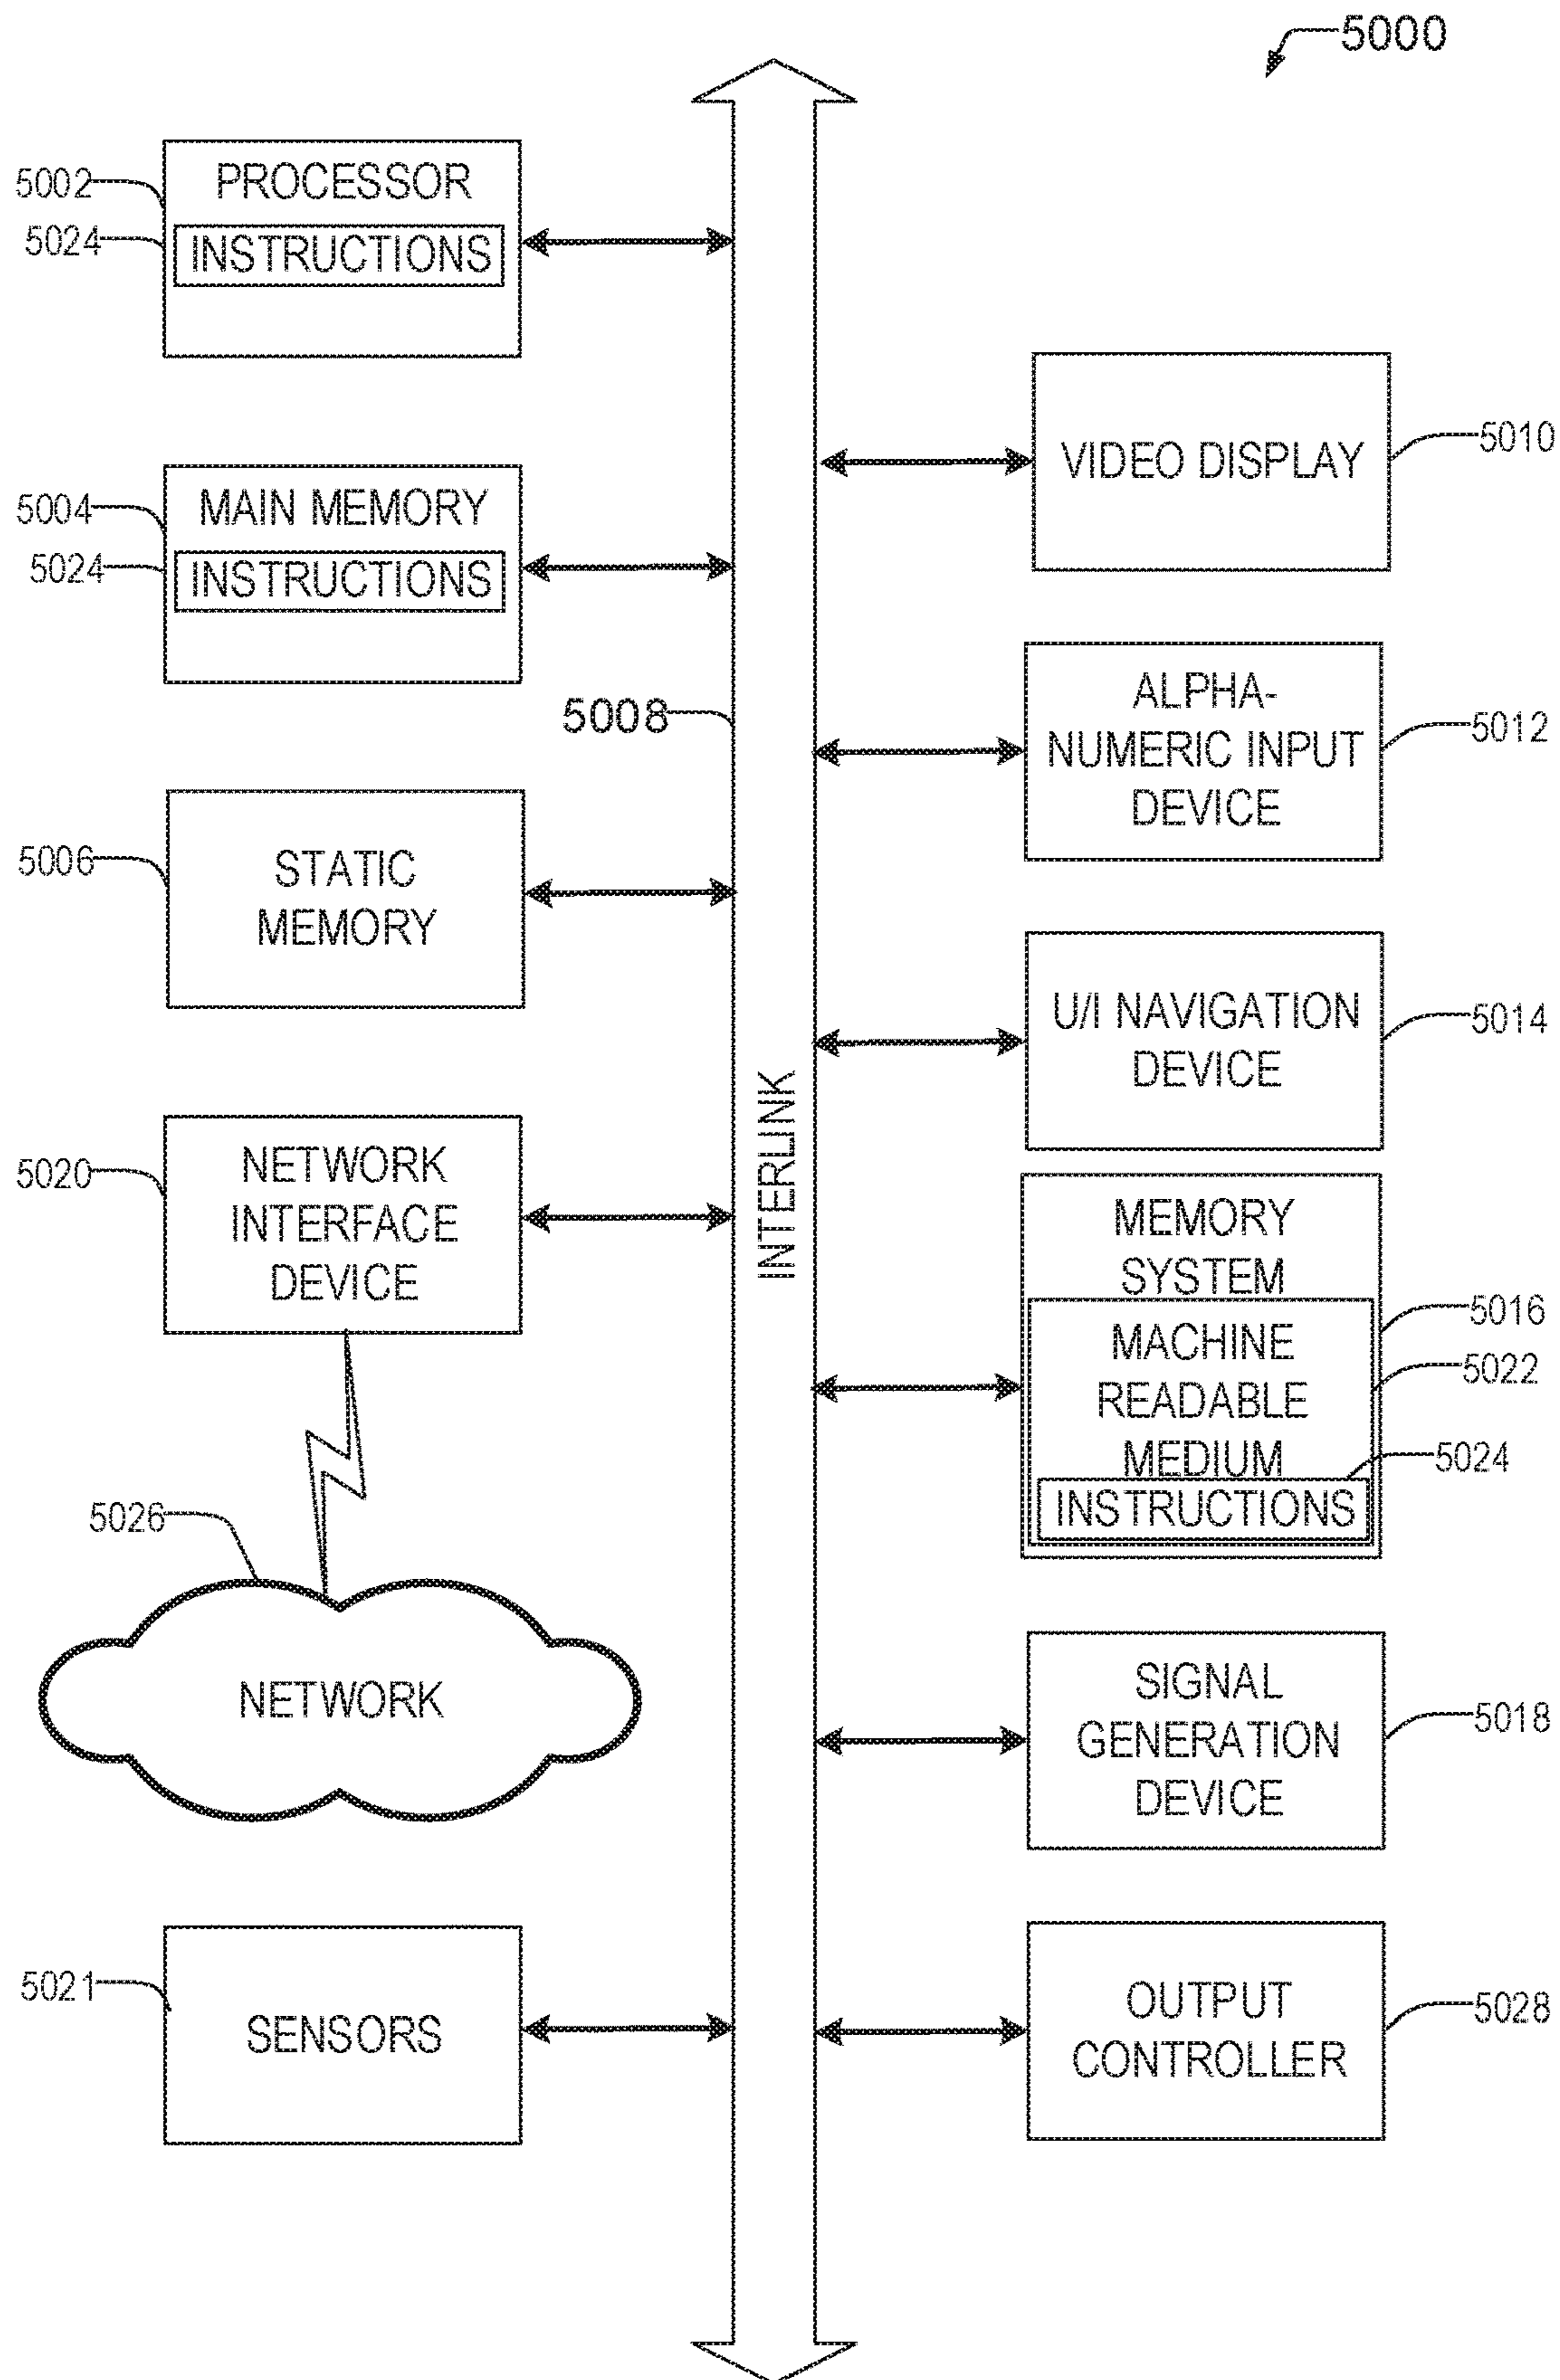 5000
5002
PROCESSOR
5024
INSTRUCTIONS
5004
MAIN MEMORY
5024
INSTRUCTIONS
5008
5006
STATIC
MEMORY
5020
NETWORK
INTERFACE
DEVICE
5026
NETWORK
5021
SENSORS
INTERLINK
VIDEO DISPLAY
5010
ALPHA-
NUMERIC INPUT
DEVICE
5012
U/I NAVIGATION
DEVICE
5014
MEMORY
SYSTEM
5016
MACHINE
READABLE
MEDIUM
5022
INSTRUCTIONS
5024
SIGNAL
GENERATION
DEVICE
5018
OUTPUT
CONTROLLER
5028